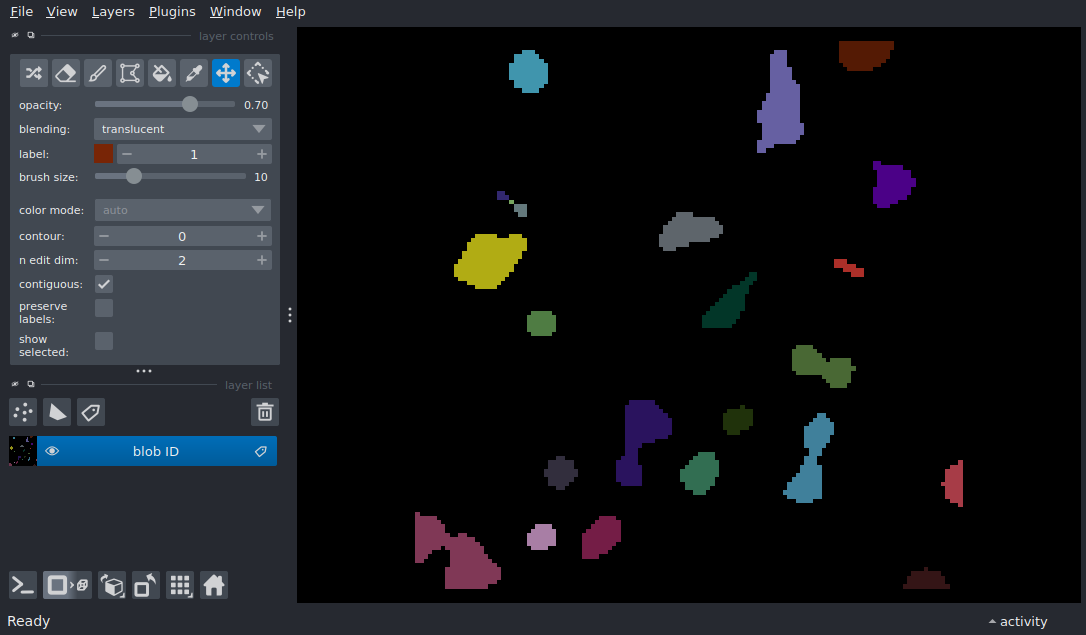 File View Layers Plugins Window Help
layer controls
opacity: 0.70
blending: translucent
label: 1
brush size: 10
color mode: auto
contour: 0
n edit dim: 2
contiguous:
preserve
labels:
show
selected:
layer list
blob ID
Ready
activity